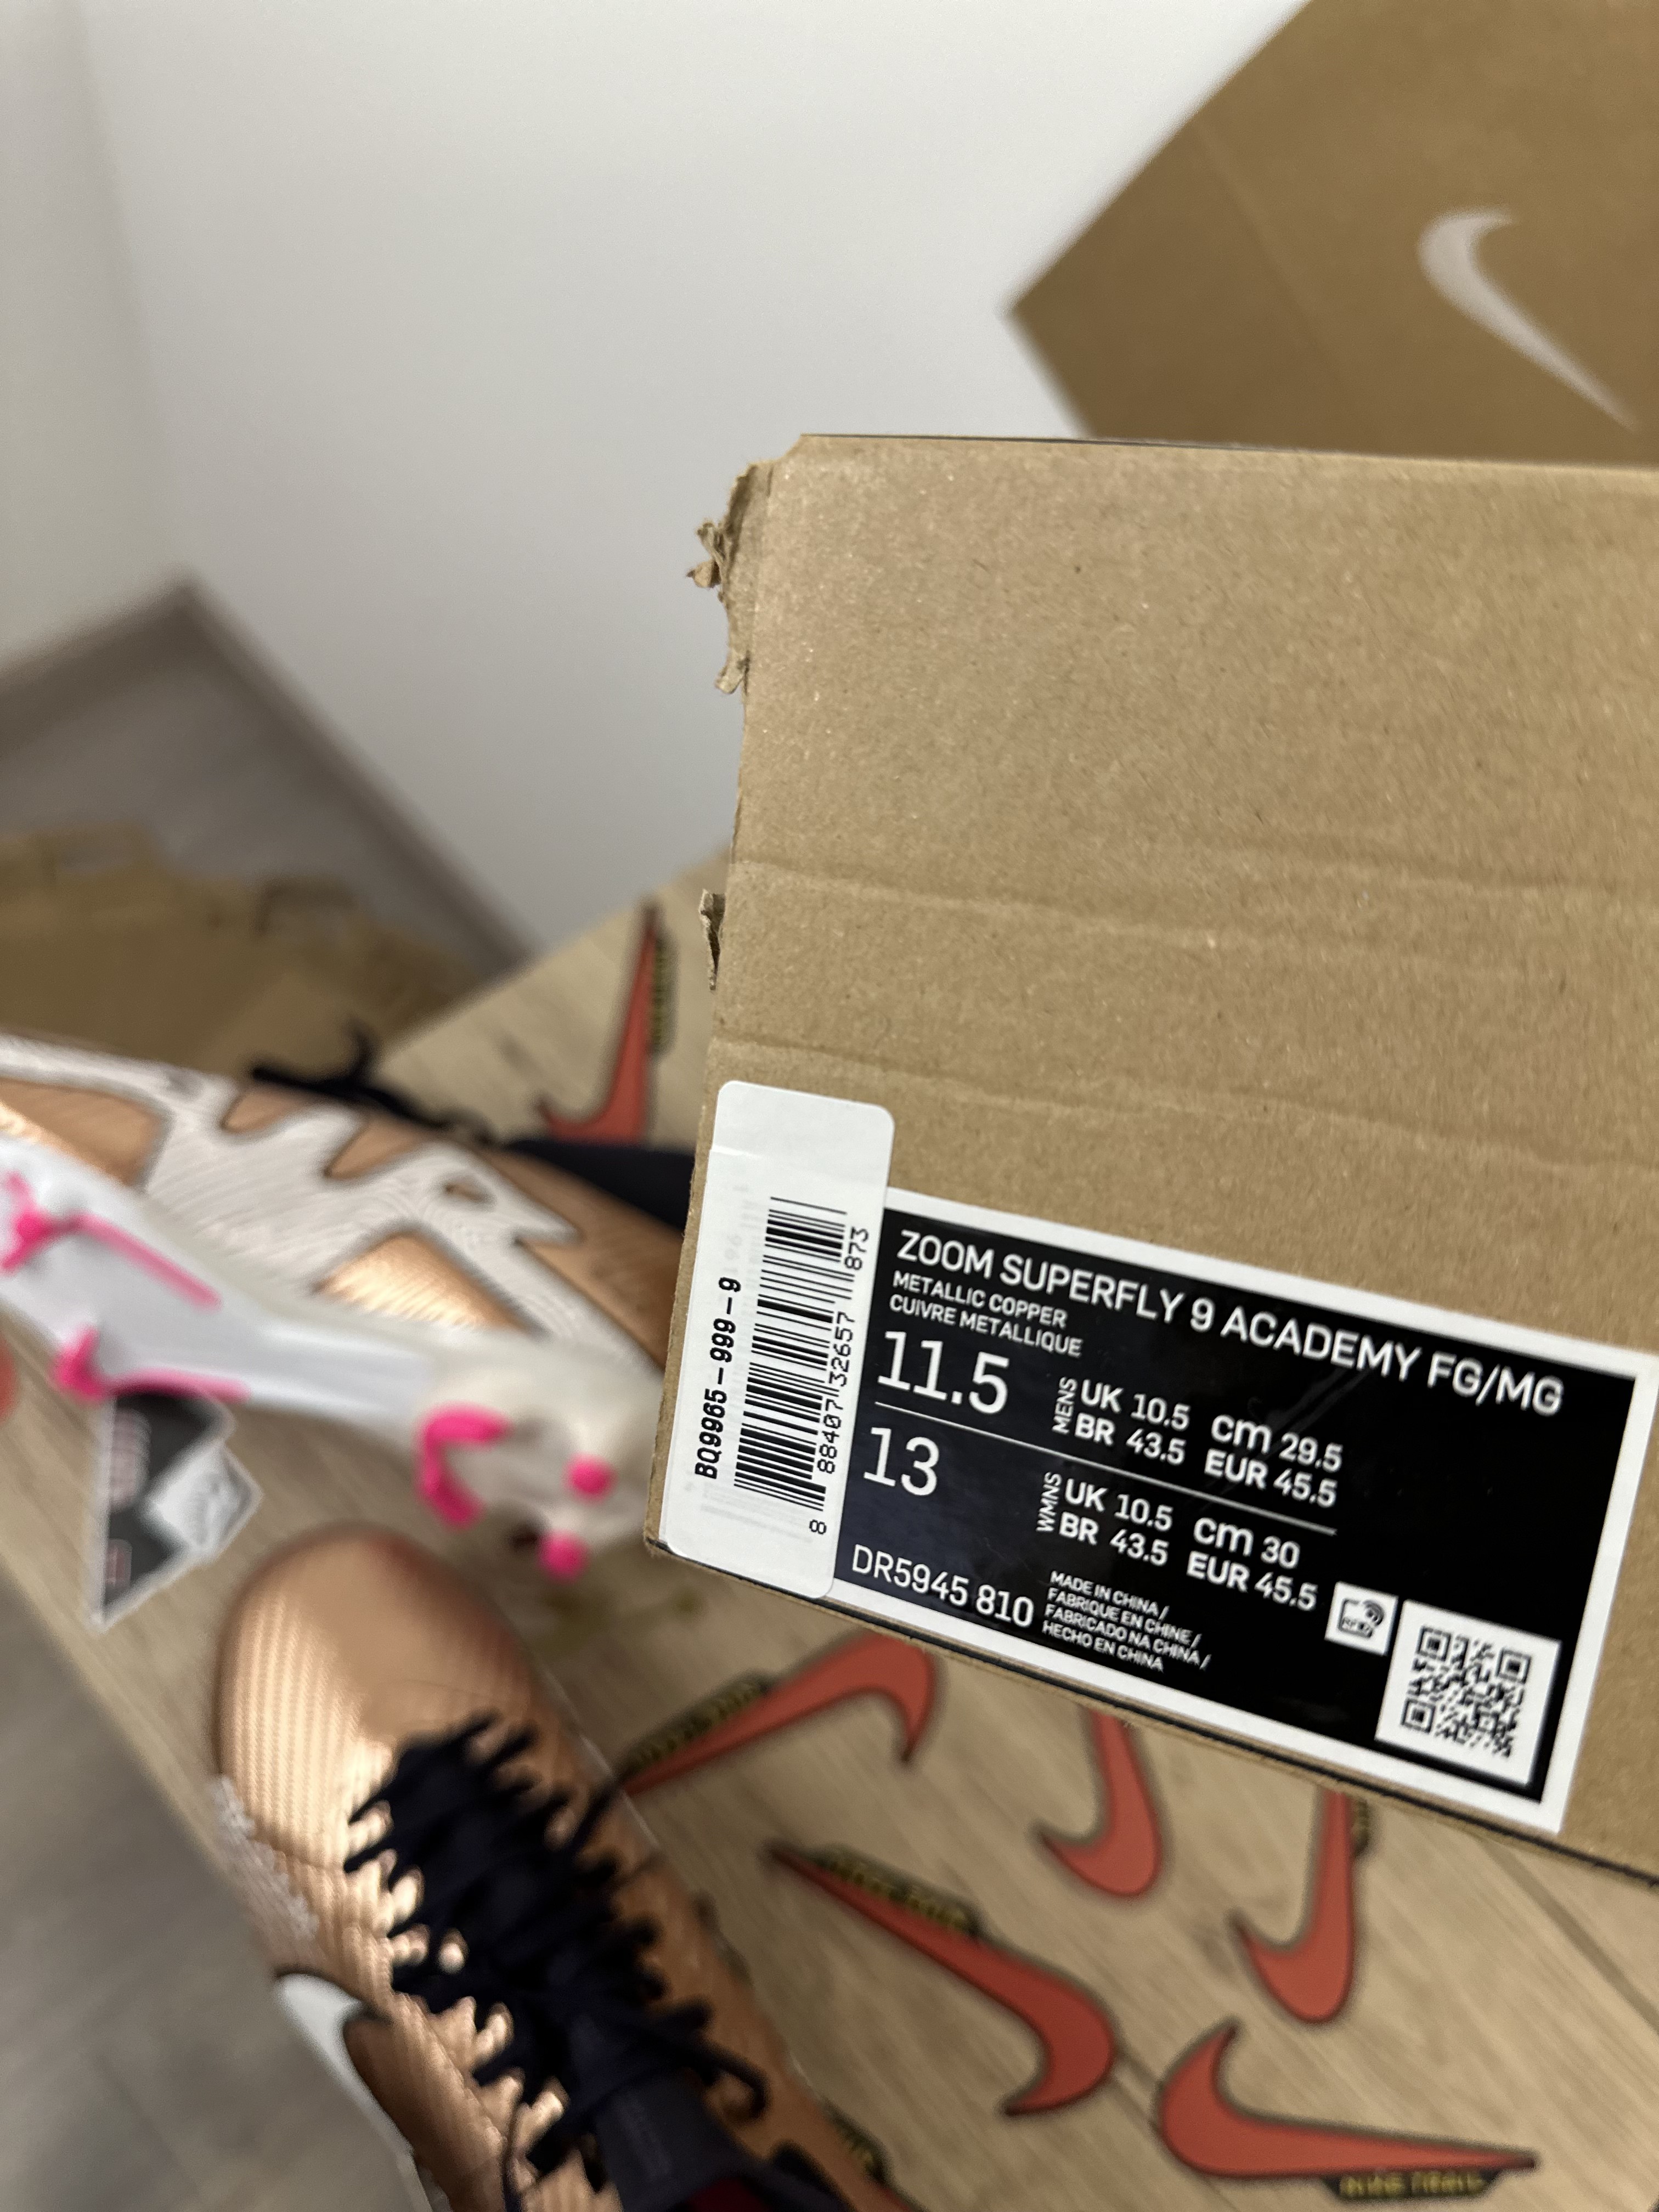 BQ9965-999-9
8 8407132657 873
ZOOM SUPERFLY 9 ACADEMY FG/MG
METALLIC COPPER
CUIVRE METALLIQUE
11.5
MENS
UK 10.5 cm 29.5
BR 43.5 EUR 45.5
13
WMNS
UK 10.5 cm 30
BR 43.5 EUR 45.5
DR5945 810
MADE IN CHINA /
FABRIQUE EN CHINE /
FABRICADO NA CHINA /
HECHO EN CHINA
RFID